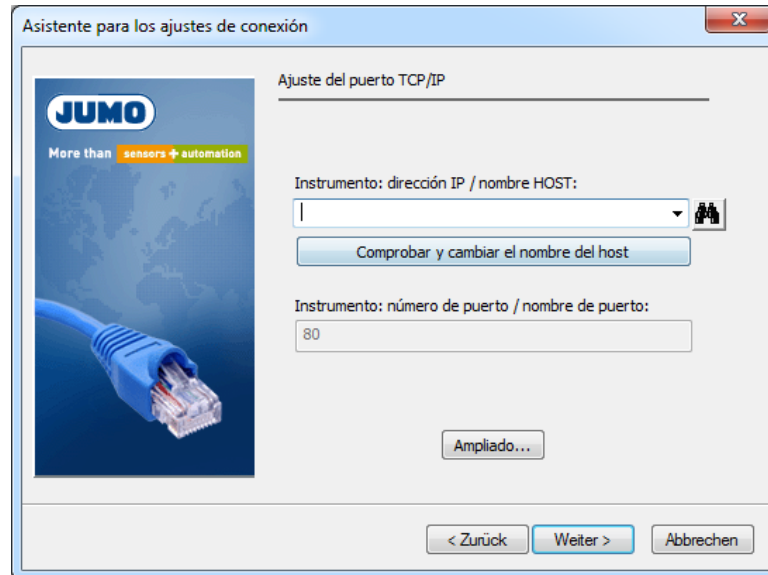 Asistente para los ajustes de conexión
JUMO
More than sensors + automation
Ajuste del puerto TCP/IP
Instrumento: dirección IP / nombre HOST:
Comprobar y cambiar el nombre del host
Instrumento: número de puerto / nombre de puerto:
80
Ampliado...
< Zurück Weiter > Abbrechen